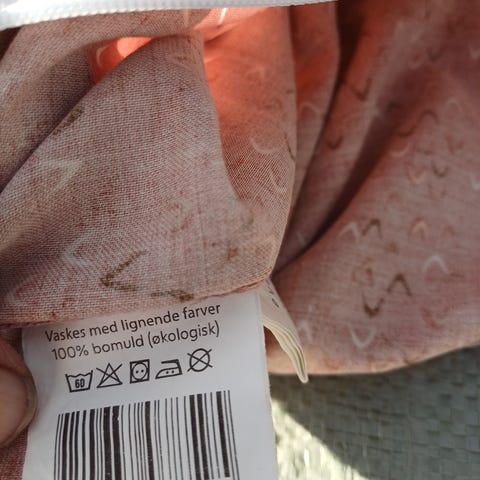 Vaskes med lignende farver
100% bomuld (økologisk)
60